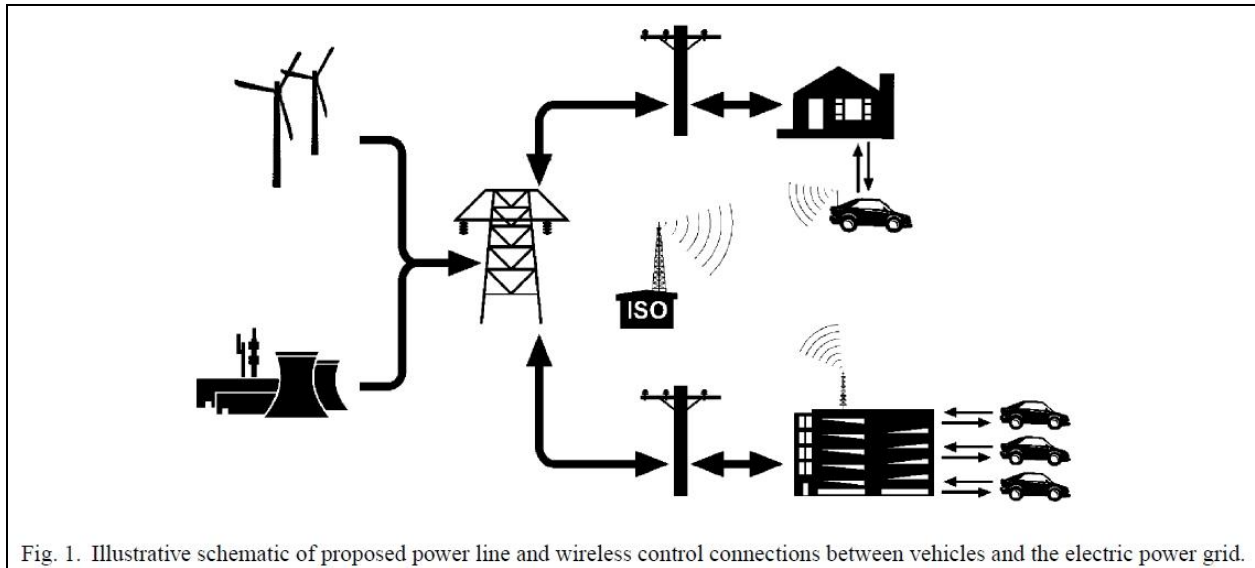 ISO
Fig. 1. Illustrative schematic of proposed power line and wireless control connections between vehicles and the electric power grid.